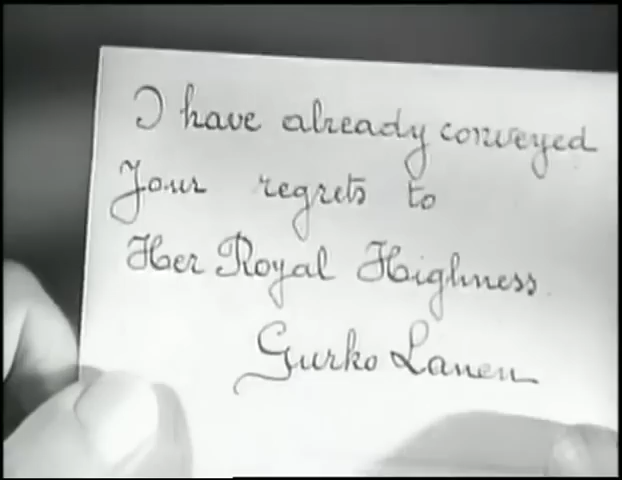 I have already conveyed
Your regrets to
Her Royal Highness.
Gurko Lanen